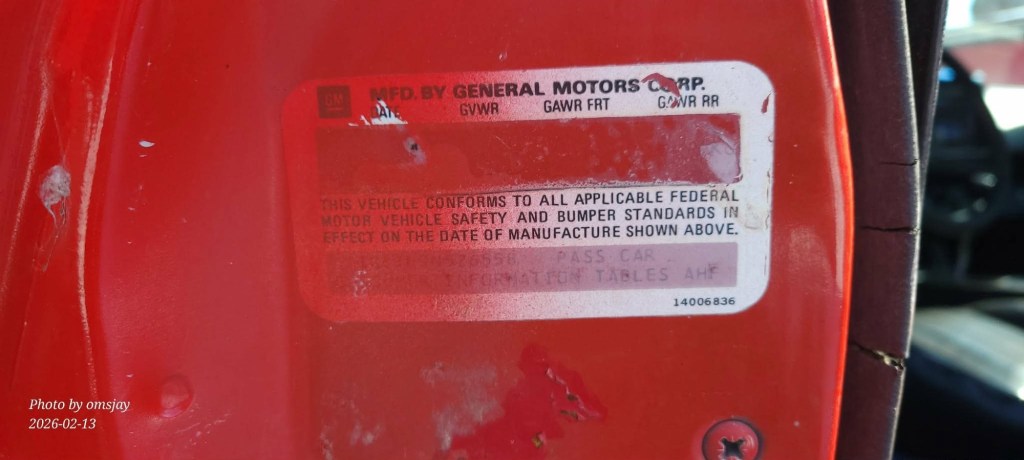 GM MFD. BY GENERAL MOTORS CORP.
DATE GVWR GAWR FRT GAWR RR
THIS VEHICLE CONFORMS TO ALL APPLICABLE FEDERAL
MOTOR VEHICLE SAFETY AND BUMPER STANDARDS IN
EFFECT ON THE DATE OF MANUFACTURE SHOWN ABOVE.
PASS CAR
INFORMATION TABLES
14006836
Photo by omsjay
2026-02-13